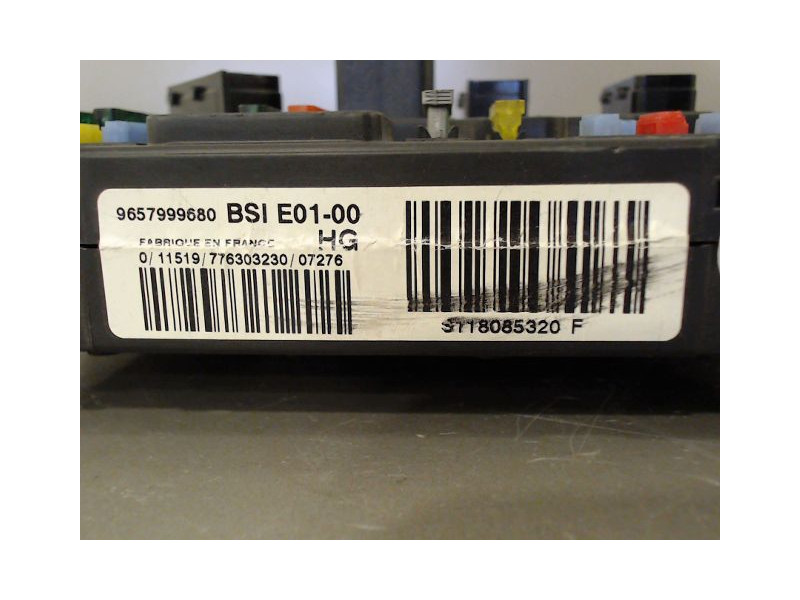 9657999680 BSI E01-00
FABRIQUE EN FRANCE HG
0/ 11519/ 776303230/ 07276
S118085320 F